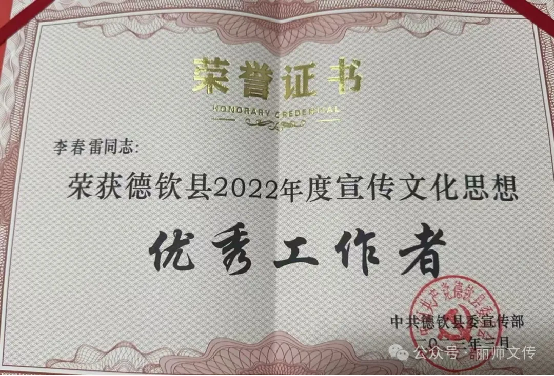 荣誉证书
HONORARY CREDENTIAL
李春雷同志:
荣获德钦县2022年度宣传文化思想
优秀工作者
中共德钦县委宣传部
公众号·丽师文传